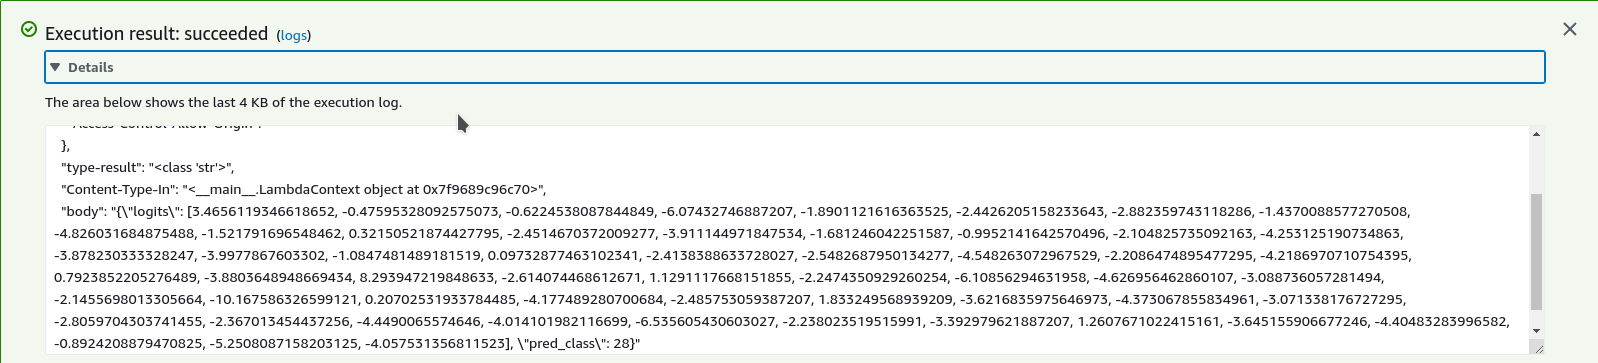 Execution result: succeeded (logs)
Details
The area below shows the last 4 KB of the execution log.
"Access-Control-Allow-Origin":
},
"type-result": "<class 'str'>",
"Content-Type-In": "<__main__.LambdaContext object at 0x7f9689c96c70>",
"body": "{\"logits\": [3.4656119346618652, -0.47595328092575073, -0.6224538087844849, -6.07432746887207, -1.8901121616363525, -2.4426205158233643, -2.882359743118286, -1.4370088577270508,
-4.826031684875488, -1.521791696548462, 0.32150521874427795, -2.4514670372009277, -3.911144971847534, -1.681246042251587, -0.9952141642570496, -2.104825735092163, -4.253125190734863,
-3.878230333328247, -3.9977867603302, -1.0847481489181519, 0.09732877463102341, -2.4138388633728027, -2.5482687950134277, -4.548263072967529, -2.2086474895477295, -4.2186970710754395,
0.7923852205276489, -3.8803648948669434, 8.293947219848633, -2.614074468612671, 1.1291117668151855, -2.2474350929260254, -6.10856294631958, -4.626956462860107, -3.088736057281494,
-2.1455698013305664, -10.167586326599121, 0.20702531933784485, -4.177489280700684, -2.485753059387207, 1.833249568939209, -3.6216835975646973, -4.373067855834961, -3.071338176727295,
-2.8059704303741455, -2.367013454437256, -4.4490065574646, -4.014101982116699, -6.535605430603027, -2.238023519515991, -3.392979621887207, 1.2607671022415161, -3.645155906677246, -4.40483283996582,
-0.8924208879470825, -5.2508087158203125, -4.057531356811523], \"pred_class\": 28}"